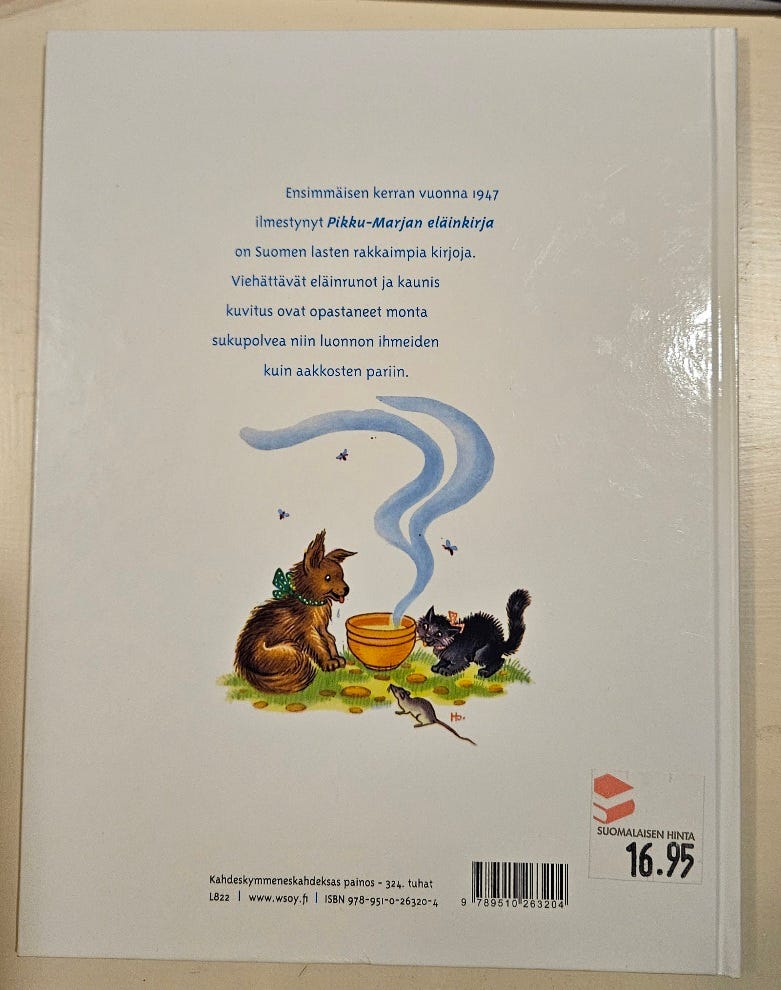 Ensimmäisen kerran vuonna 1947
ilmestynyt Pikku-Marjan eläinkirja
on Suomen lasten rakkaimpia kirjoja.
Viehättävät eläinrunot ja kaunis
kuvitus ovat opastaneet monta
sukupolvea niin luonnon ihmeiden
kuin aakkosten pariin.
Ho.
SUOMALAISEN HINTA
16.95
Kahdeskymmeneskahdeksas painos - 324. tuhat
L822 | www.wsoy.fi | ISBN 978-951-0-26320-4
9 789510 263204